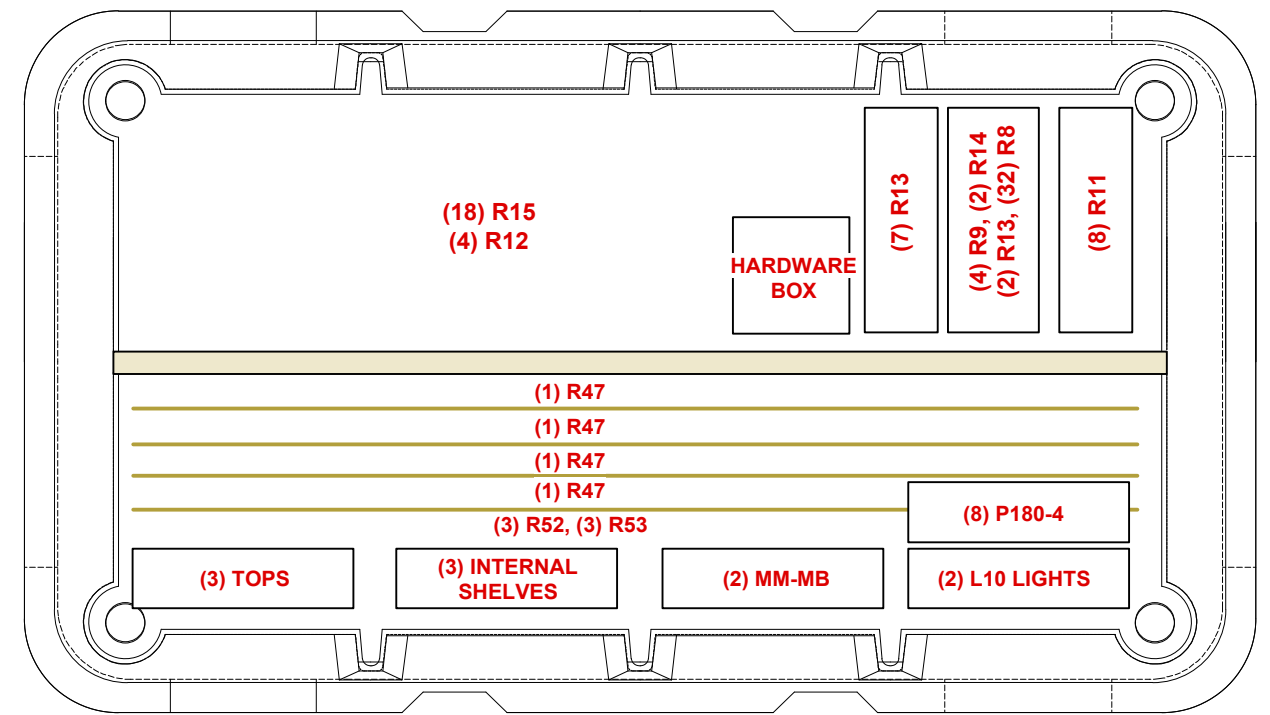 (18) R15
(4) R12
HARDWARE
BOX
(7) R13
(4) R9, (2) R14
(2) R13, (32) R8
(8) R11
(1) R47
(1) R47
(1) R47
(1) R47
(3) R52, (3) R53
(8) P180-4
(3) TOPS
(3) INTERNAL
SHELVES
(2) MM-MB
(2) L10 LIGHTS